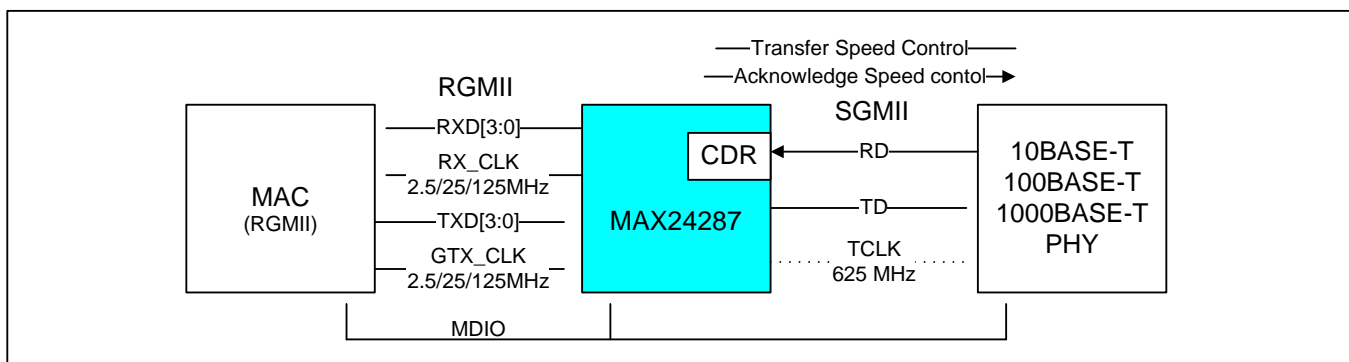 Transfer Speed Control
Acknowledge Speed contol
RGMII
SGMII
RXD[3:0]
CDR
RD
10BASE-T
100BASE-T
1000BASE-T
PHY
RX_CLK
2.5/25/125MHz
MAC
(RGMII)
TXD[3:0]
MAX24287
TD
GTX_CLK
2.5/25/125MHz
TCLK
625 MHz
MDIO